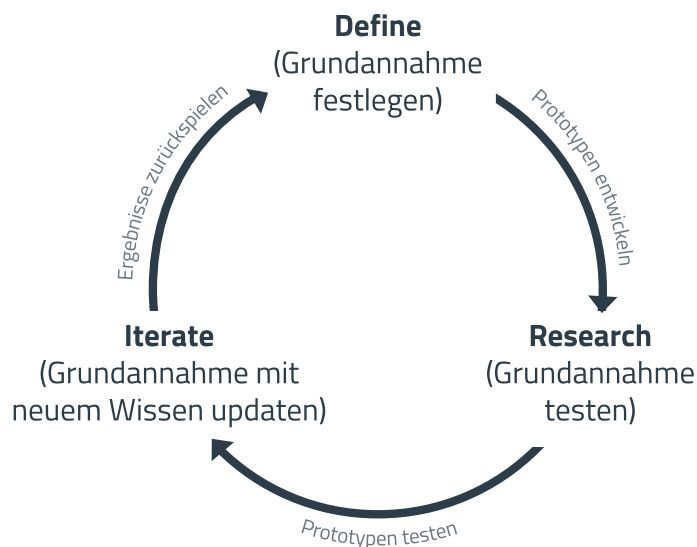 Define
(Grundannahme
festlegen)
Prototypen entwickeln
Research
(Grundannahme
testen)
Prototypen testen
Iterate
(Grundannahme mit
neuem Wissen updaten)
Ergebnisse zurückspielen